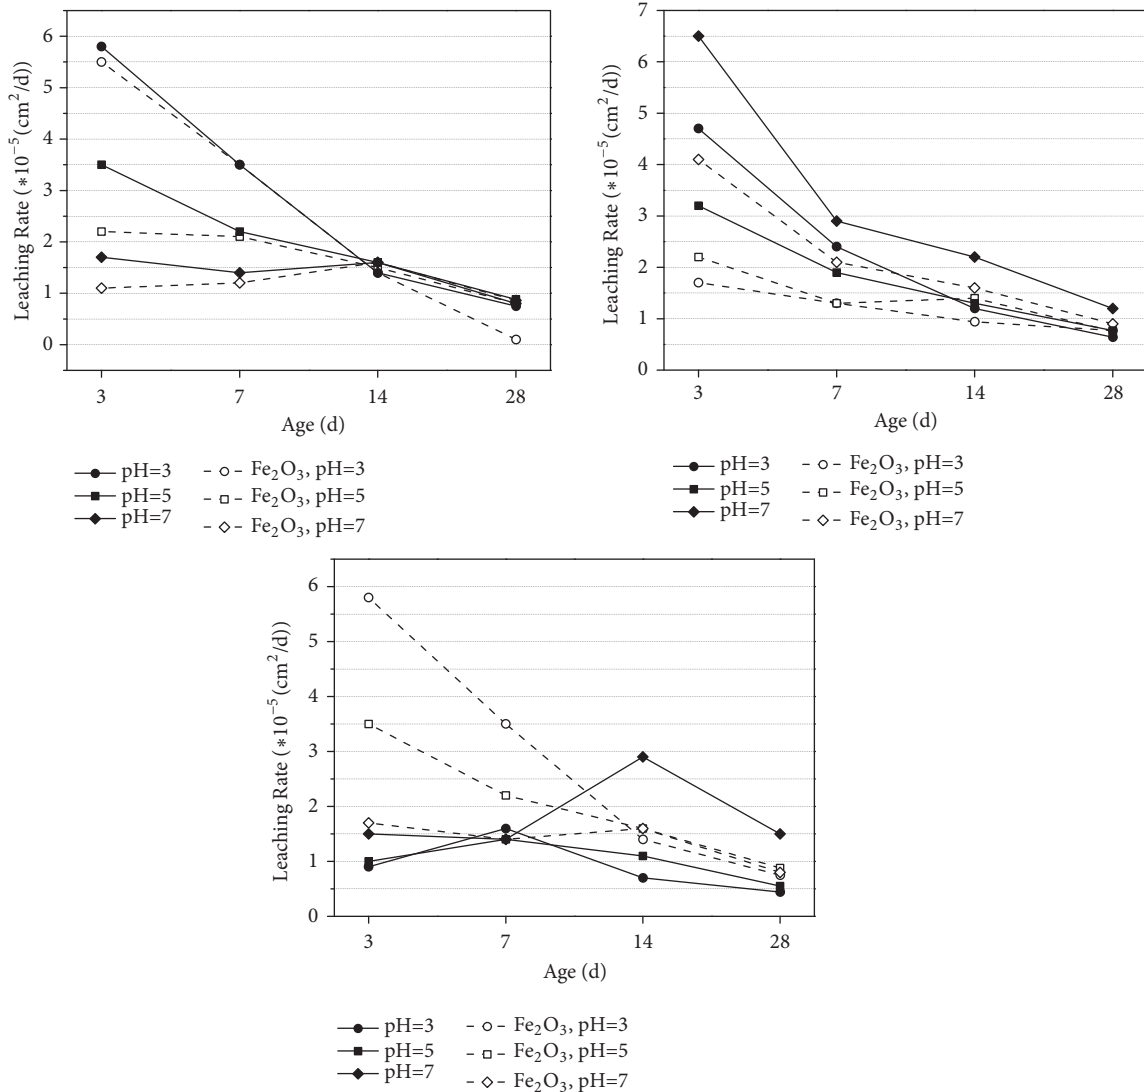 6
5
4
3
2
1
0
Leaching Rate (*10⁻⁵(cm²/d))
3 7 14 28
Age (d)
pH=3 Fe₂O₃, pH=3
pH=5 Fe₂O₃, pH=5
pH=7 Fe₂O₃, pH=7
7
6
5
4
3
2
1
0
Leaching Rate (*10⁻⁵(cm²/d))
3 7 14 28
Age (d)
pH=3 Fe₂O₃, pH=3
pH=5 Fe₂O₃, pH=5
pH=7 Fe₂O₃, pH=7
6
5
4
3
2
1
0
Leaching Rate (*10⁻⁵(cm²/d))
3 7 14 28
Age (d)
pH=3 Fe₂O₃, pH=3
pH=5 Fe₂O₃, pH=5
pH=7 Fe₂O₃, pH=7